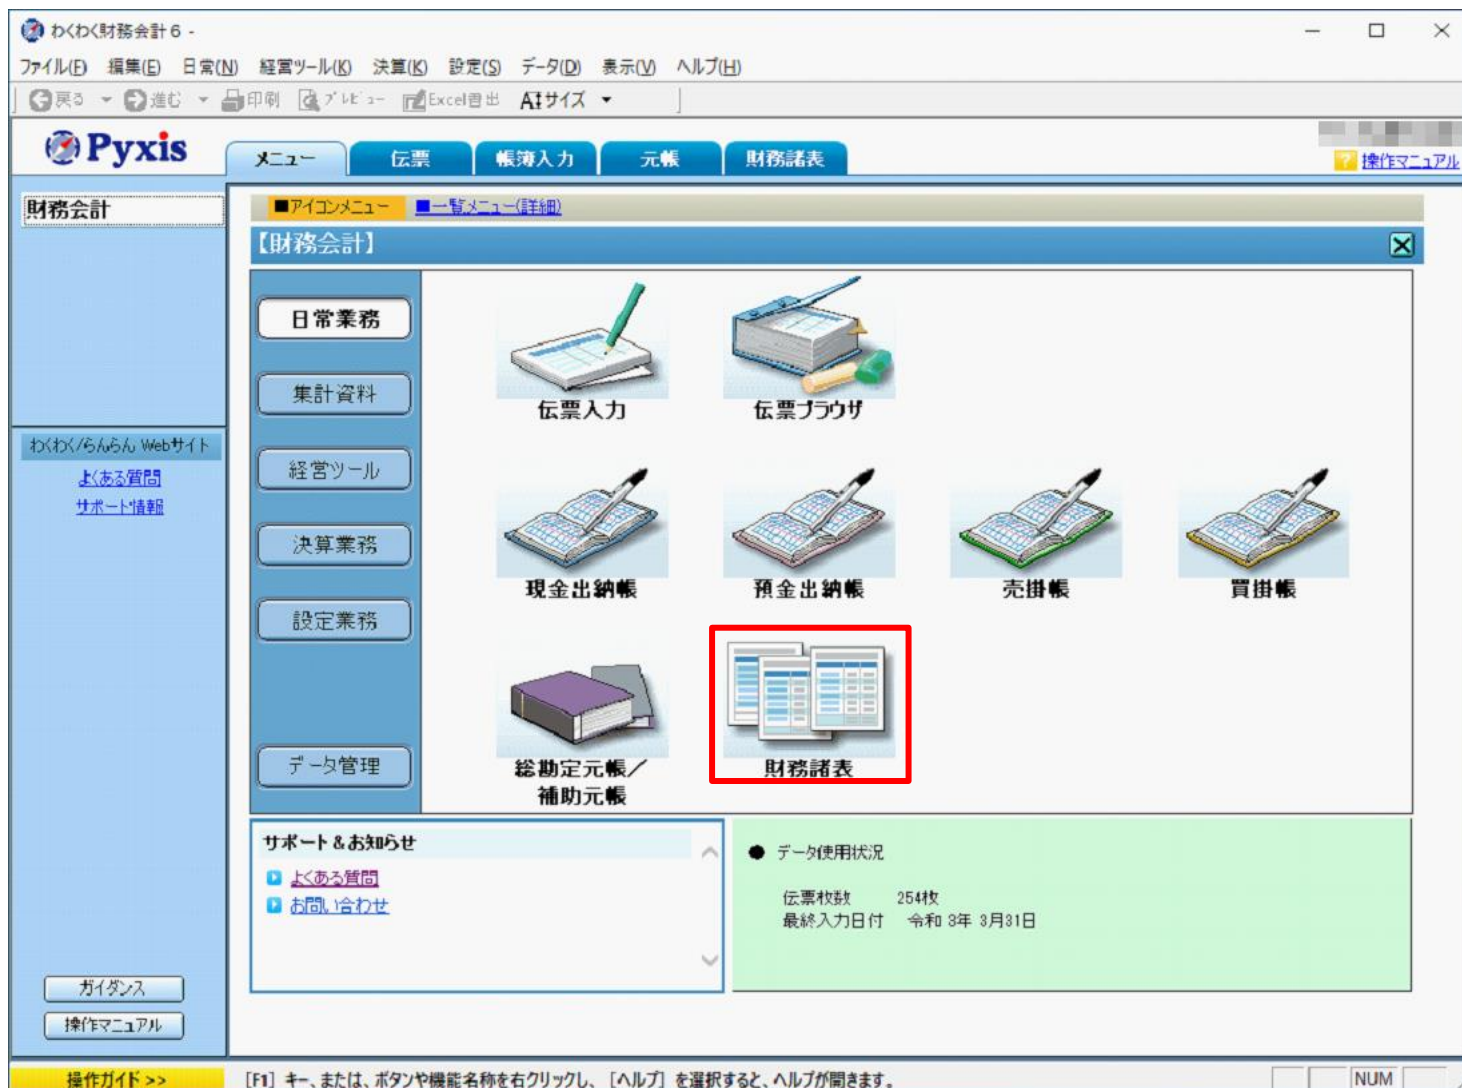 わくわく財務会計6 -
ファイル(F) 編集(E) 日常(N) 経営ツール(K) 決算(K) 設定(S) データ(D) 表示(V) ヘルプ(H)
戻る 進む 印刷 プレビュー Excel書出 サイズ
Pyxis
メニュー 伝票 帳簿入力 元帳 財務諸表
? 操作マニュアル
財務会計
■アイコンメニュー ■一覧メニュー(詳細)
【財務会計】
日常業務
集計資料
経営ツール
決算業務
設定業務
データ管理
伝票入力 伝票ブラウザ
現金出納帳 預金出納帳 売掛帳 買掛帳
総勘定元帳/
補助元帳
財務諸表
わくわく/らんらん Webサイト
よくある質問
サポート情報
サポート&お知らせ
よくある質問
お問い合わせ
● データ使用状況
伝票枚数 254枚
最終入力日付 令和 3年 3月31日
ガイダンス
操作マニュアル
操作ガイド >>
[F1] キー、または、ボタンや機能名称を右クリックし、[ヘルプ] を選択すると、ヘルプが開きます。
NUM